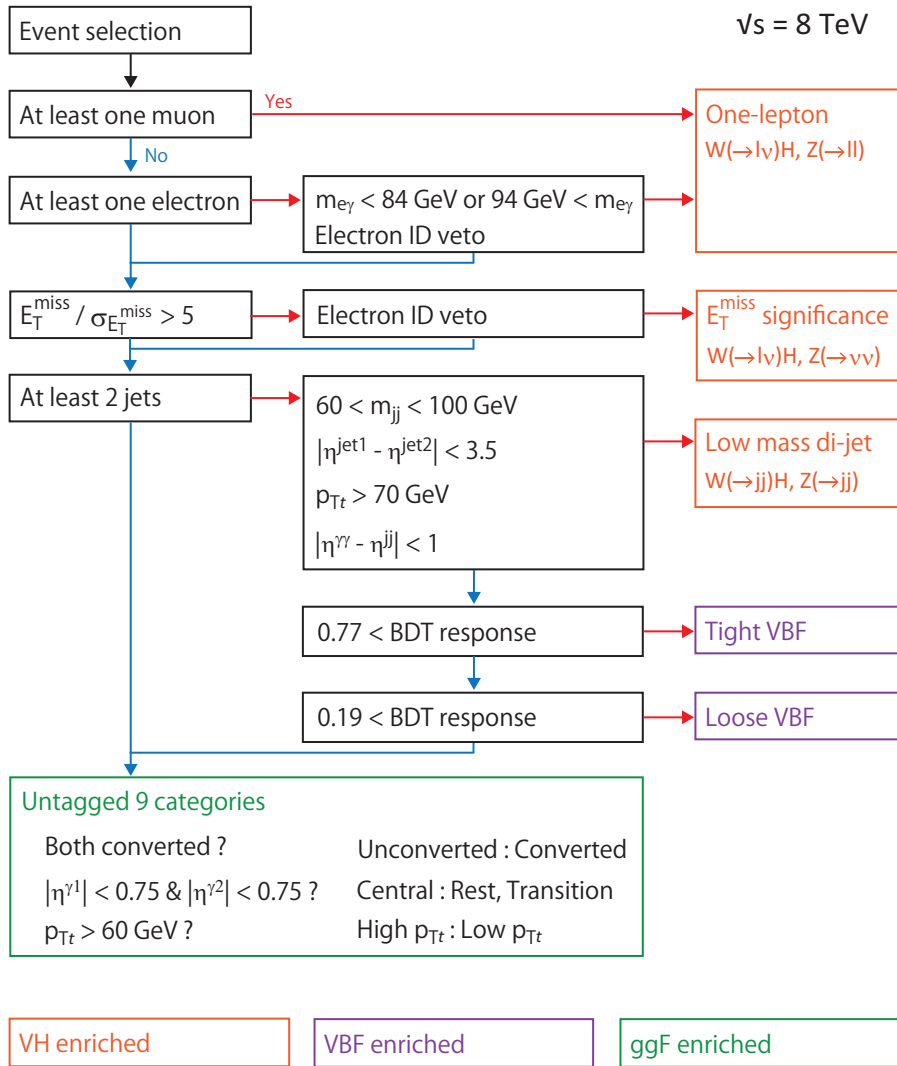 Event selection
√s = 8 TeV
At least one muon
Yes
One-lepton
W(→lν)H, Z(→ll)
No
At least one electron
m_eγ < 84 GeV or 94 GeV < m_eγ
Electron ID veto
E_T^miss / σ_E_T^miss > 5
Electron ID veto
E_T^miss significance
W(→lν)H, Z(→νν)
At least 2 jets
60 < m_jj < 100 GeV
|η^jet1 - η^jet2| < 3.5
p_Tt > 70 GeV
|η^γγ - η^jj| < 1
Low mass di-jet
W(→jj)H, Z(→jj)
0.77 < BDT response
Tight VBF
0.19 < BDT response
Loose VBF
Untagged 9 categories
Both converted ?
Unconverted : Converted
|η^γ1| < 0.75 & |η^γ2| < 0.75 ?
Central : Rest, Transition
p_Tt > 60 GeV ?
High p_Tt : Low p_Tt
VH enriched
VBF enriched
ggF enriched